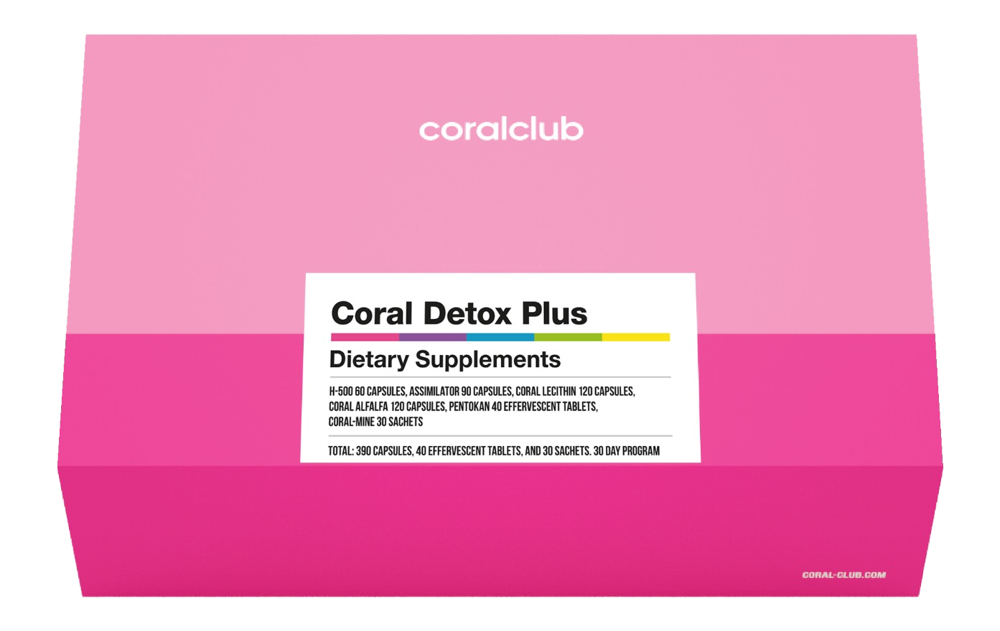 coralclub
Coral Detox Plus
Dietary Supplements
H-500 60 CAPSULES, ASSIMILATOR 90 CAPSULES, CORAL LECITHIN 120 CAPSULES,
CORAL ALFALFA 120 CAPSULES, PENTOKAN 40 EFFERVESCENT TABLETS,
CORAL-MINE 30 SACHETS
TOTAL: 390 CAPSULES, 40 EFFERVESCENT TABLETS, AND 30 SACHETS. 30 DAY PROGRAM
CORAL-CLUB.COM